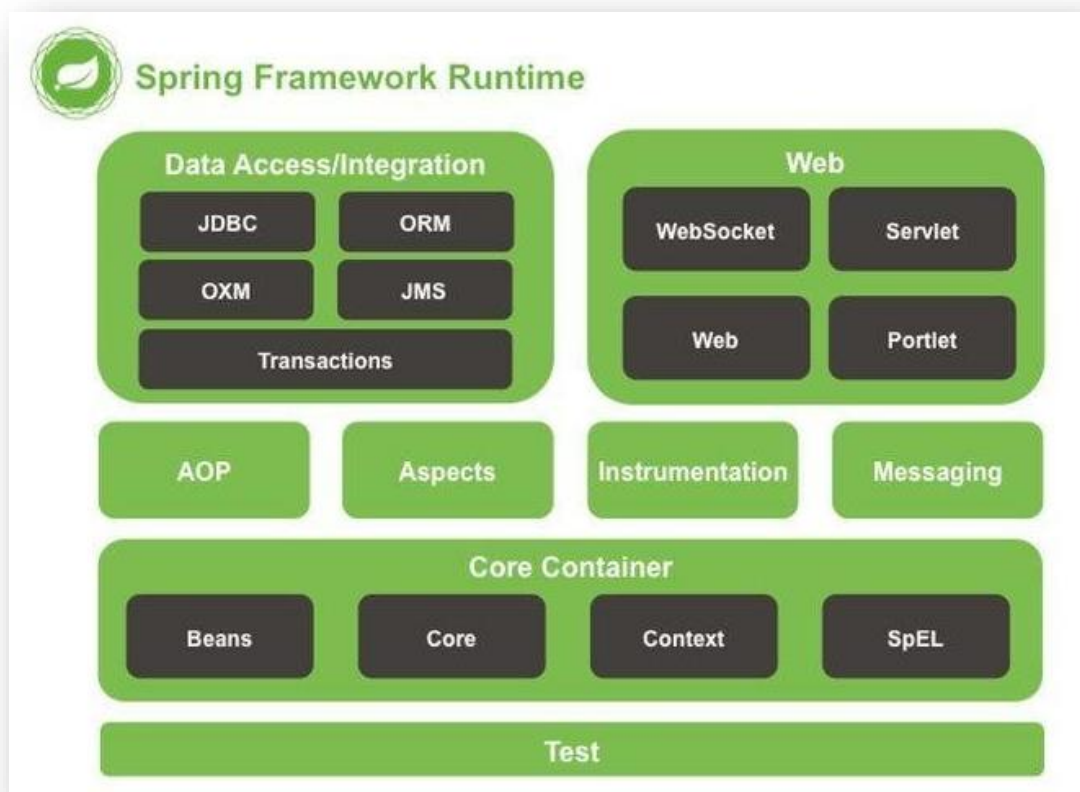 Spring Framework Runtime
Data Access/Integration
JDBC
ORM
OXM
JMS
Transactions
Web
WebSocket
Servlet
Web
Portlet
AOP
Aspects
Instrumentation
Messaging
Core Container
Beans
Core
Context
SpEL
Test